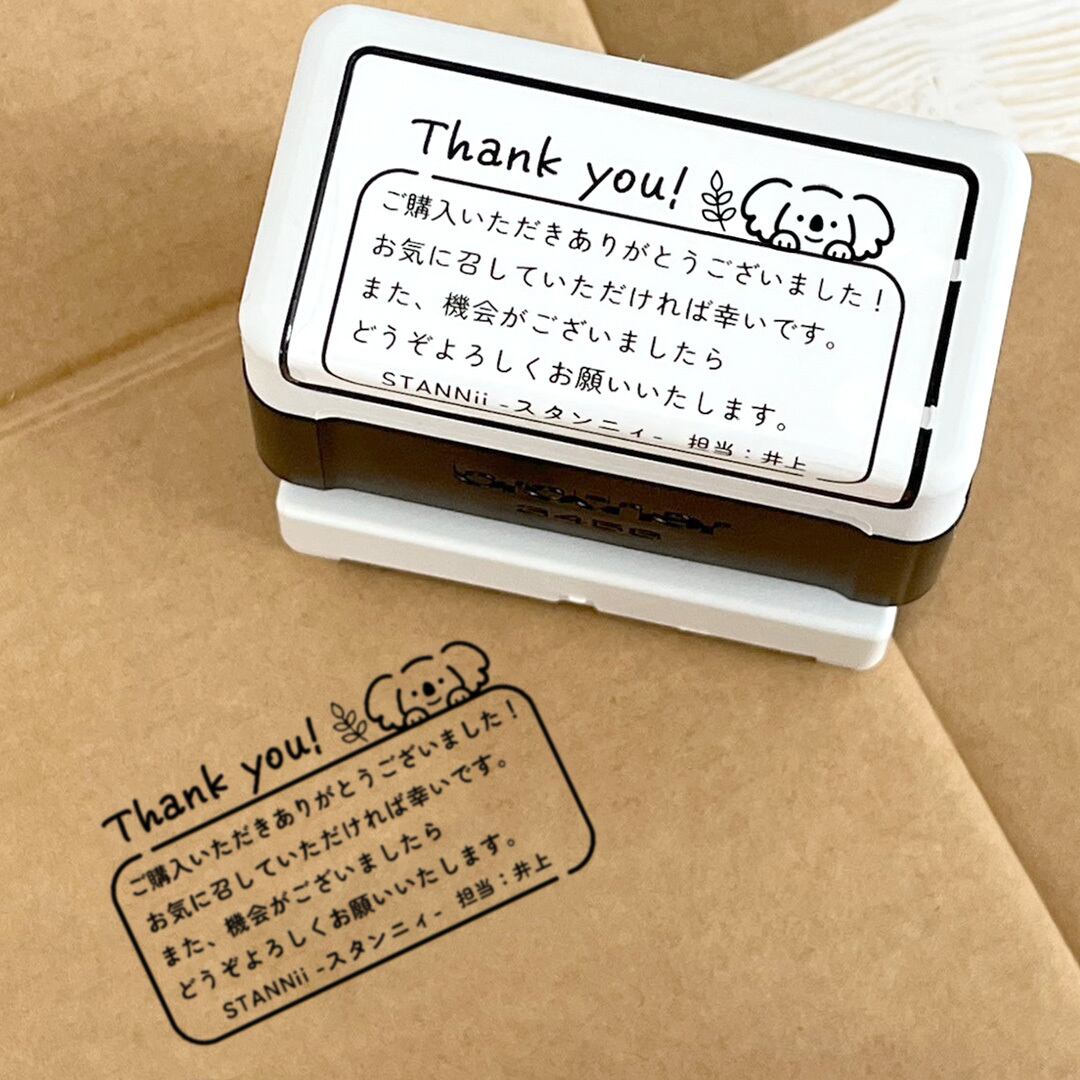 Thank you!
ご購入いただきありがとうございました！
お気に召していただければ幸いです。
また、機会がございましたら
どうぞよろしくお願いいたします。
STANNii -スタンニィ- 担当：井上
Thank you!
ご購入いただきありがとうございました！
お気に召していただければ幸いです。
また、機会がございましたら
どうぞよろしくお願いいたします。
STANNii -スタンニィ- 担当：井上